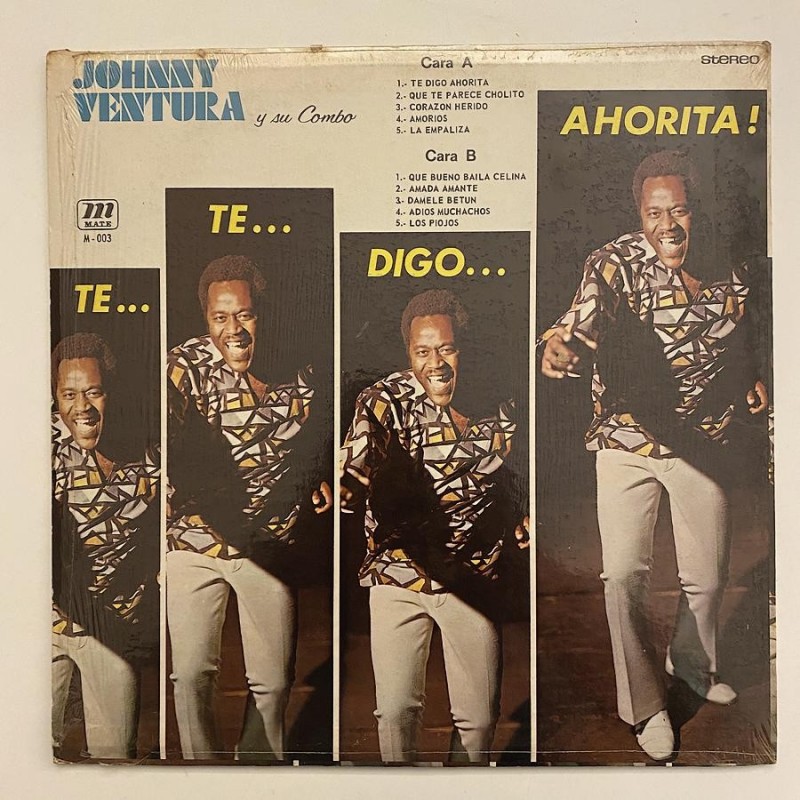 JOHNNY
VENTURA y su Combo
Cara A
1.- TE DIGO AHORITA
2.- QUE TE PARECE CHOLITO
3.- CORAZON HERIDO
4.- AMORIOS
5.- LA EMPALIZA
Cara B
1.- QUE BUENO BAILA CELINA
2.- AMADA AMANTE
3.- DAMELE BETUN
4.- ADIOS MUCHACHOS
5.- LOS PIOJOS
STEREO
m
MATE
M-003
TE...
TE...
DIGO...
AHORITA!